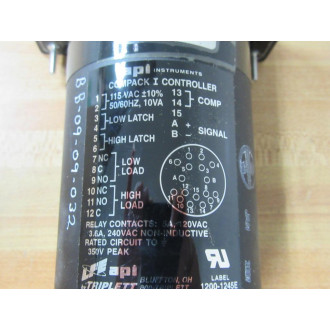 api INSTRUMENTS
COMPACK I CONTROLLER
1 115 VAC ±10%
2 50/60HZ, 10VA
3 LOW LATCH
4
5 HIGH LATCH
6
7 NC LOW
8 C LOAD
9 NO
10 NO HIGH
11 NC LOAD
12 C
13
14 COMP
15
A + SIGNAL
B -
RELAY CONTACTS: 120VAC
3.6A, 240VAC NON-INDUCTIVE
RATED CIRCUIT TO
350V PEAK
api
TRIPLETT
BLUFFTON, OH
LABEL
1200-1245E
BB-09-09-032